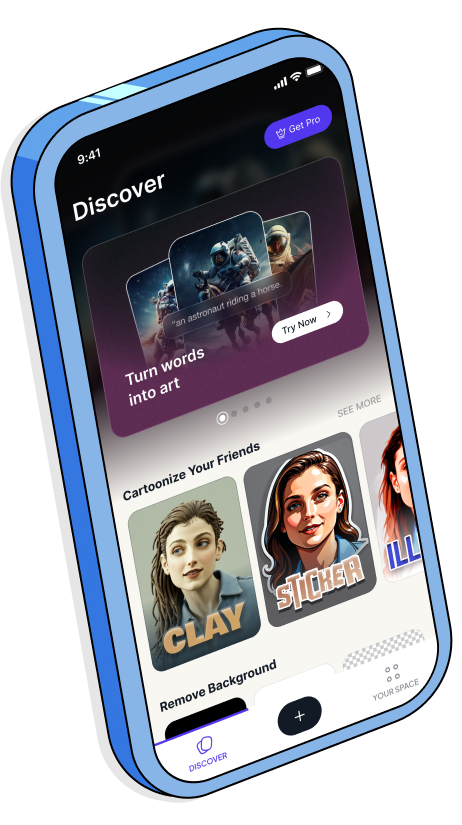 9:41
Get Pro
Discover
"an astronaut riding a horse.
Try Now
Turn words
into art
SEE MORE
Cartoonize Your Friends
CLAY
STICKER
ILL
Remove Background
DISCOVER
+
YOUR SPACE